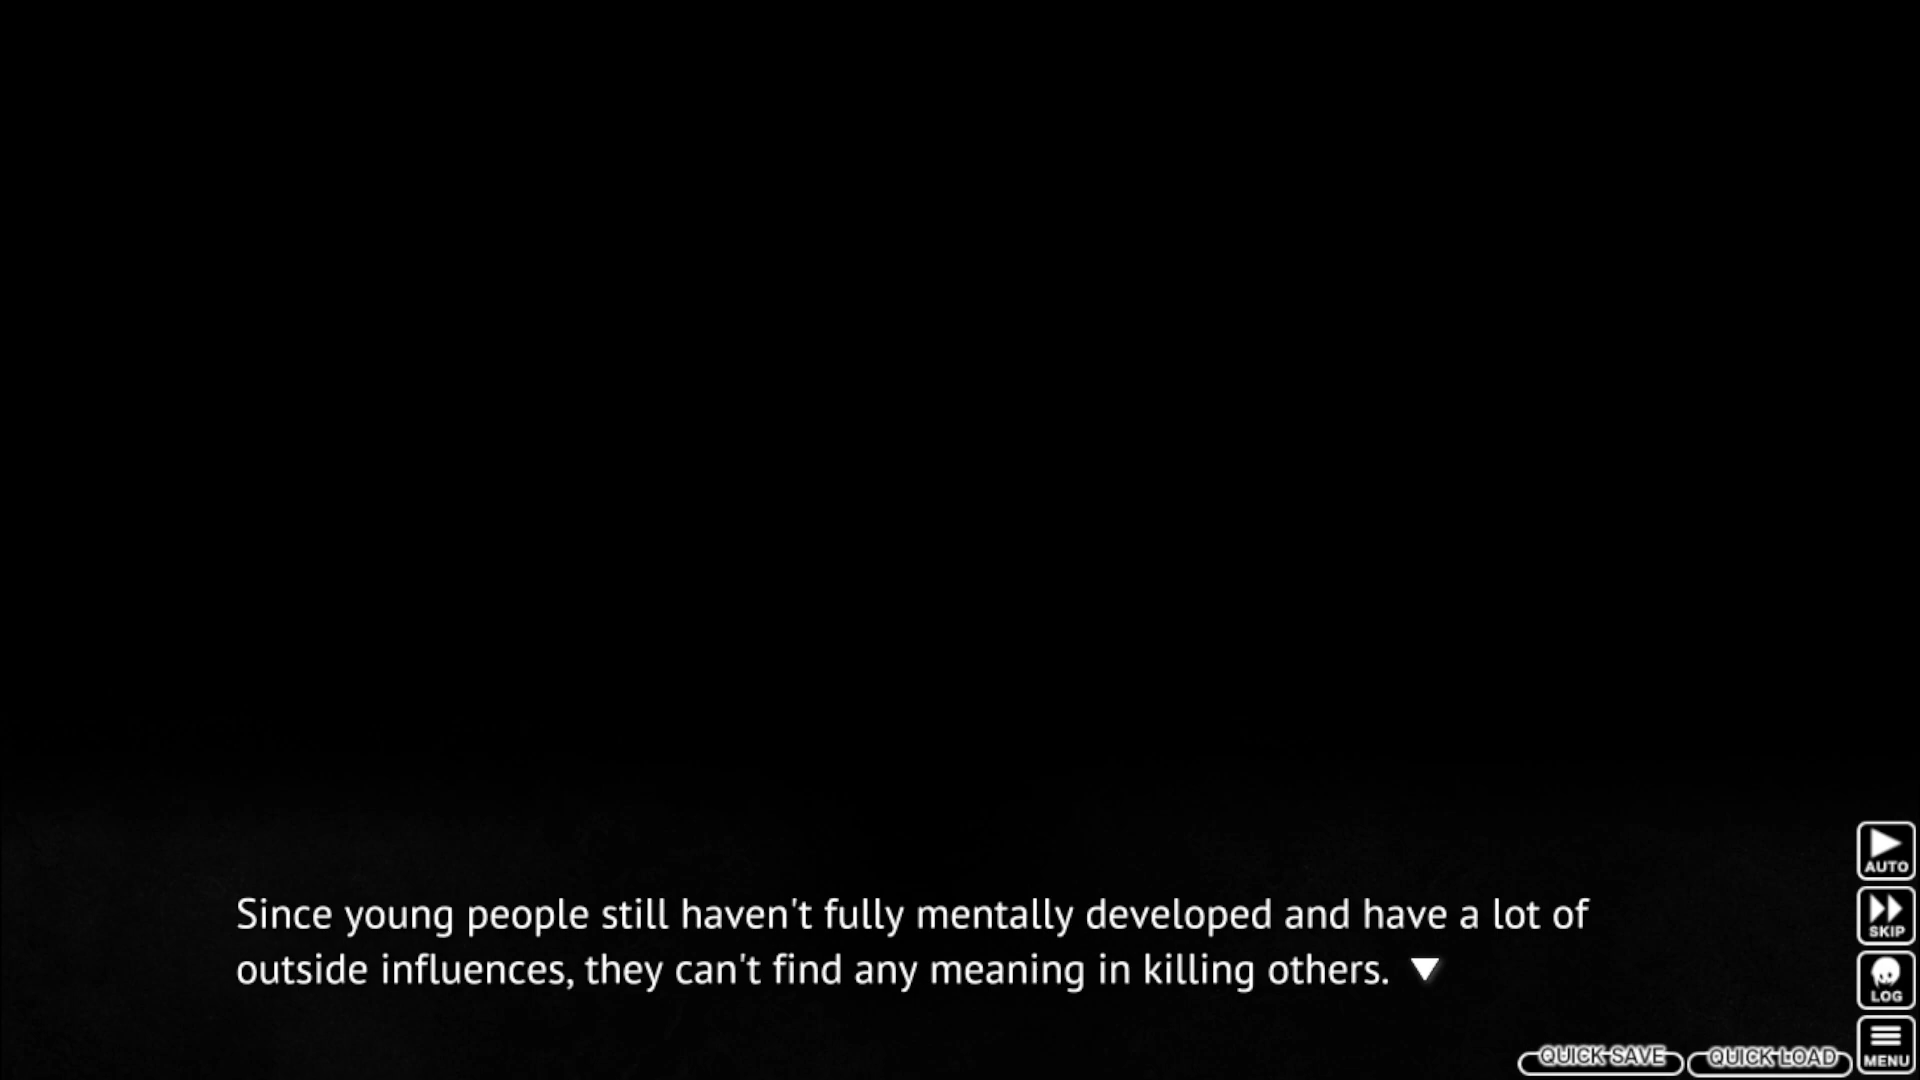 Since young people still haven't fully mentally developed and have a lot of
outside influences, they can't find any meaning in killing others.
AUTO
SKIP
LOG
MENU
QUICK SAVE
QUICK LOAD